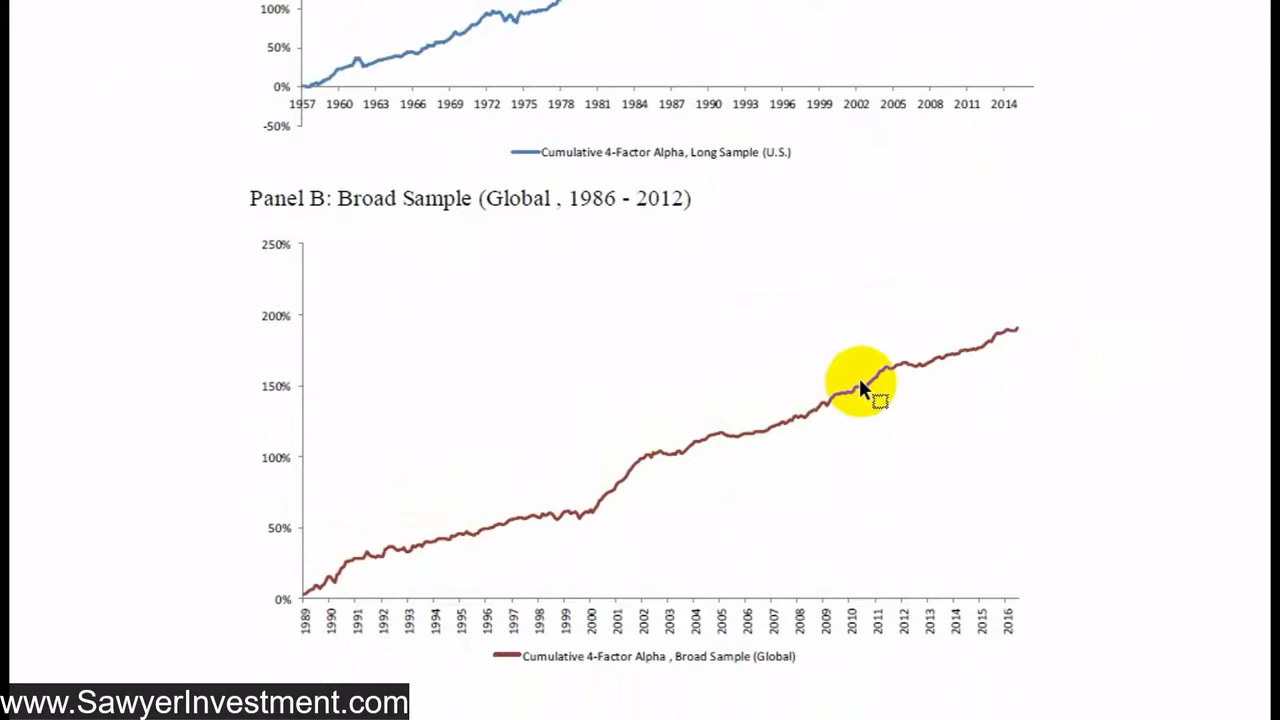 100%
50%
0%
1957 1960 1963 1966 1969 1972 1975 1978 1981 1984 1987 1990 1993 1996 1999 2002 2005 2008 2011 2014
-50%
Cumulative 4-Factor Alpha, Long Sample (U.S.)
Panel B: Broad Sample (Global , 1986 - 2012)
250%
200%
150%
100%
50%
0%
1989 1990 1991 1992 1993 1994 1995 1996 1997 1998 1999 2000 2001 2002 2003 2004 2005 2006 2007 2008 2009 2010 2011 2012 2013 2014 2015 2016
Cumulative 4-Factor Alpha , Broad Sample (Global)
www.SawyerInvestment.com